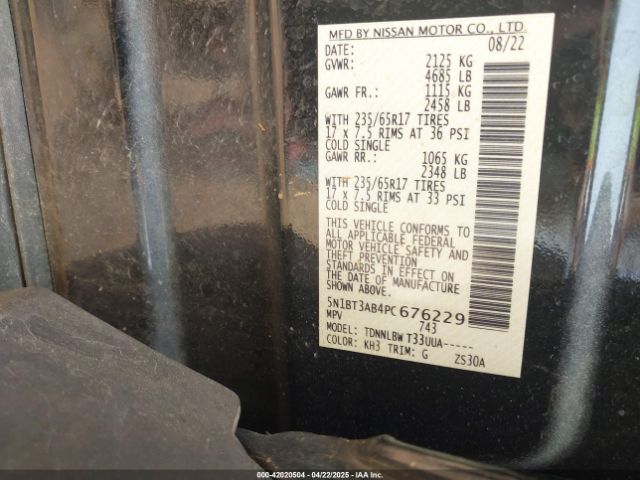 MFD BY NISSAN MOTOR CO., LTD.
DATE: 08/22
GVWR: 2125 KG
4685 LB
GAWR FR.: 1115 KG
2458 LB
WITH 235/65R17 TIRES
17 x 7.5 RIMS AT 36 PSI
COLD SINGLE
GAWR RR.: 1065 KG
2348 LB
WITH 235/65R17 TIRES
17 x 7.5 RIMS AT 33 PSI
COLD SINGLE
THIS VEHICLE CONFORMS TO
ALL APPLICABLE FEDERAL
MOTOR VEHICLE SAFETY AND
THEFT PREVENTION
STANDARDS IN EFFECT ON
THE DATE OF MANUFACTURE
SHOWN ABOVE.
5N1BT3AB4PC676229
MPV 743
MODEL: TDNNLBW T33UUA-----
COLOR: KH3 TRIM: G ZS30A
000-42020504 - 04/22/2025 - IAA Inc.